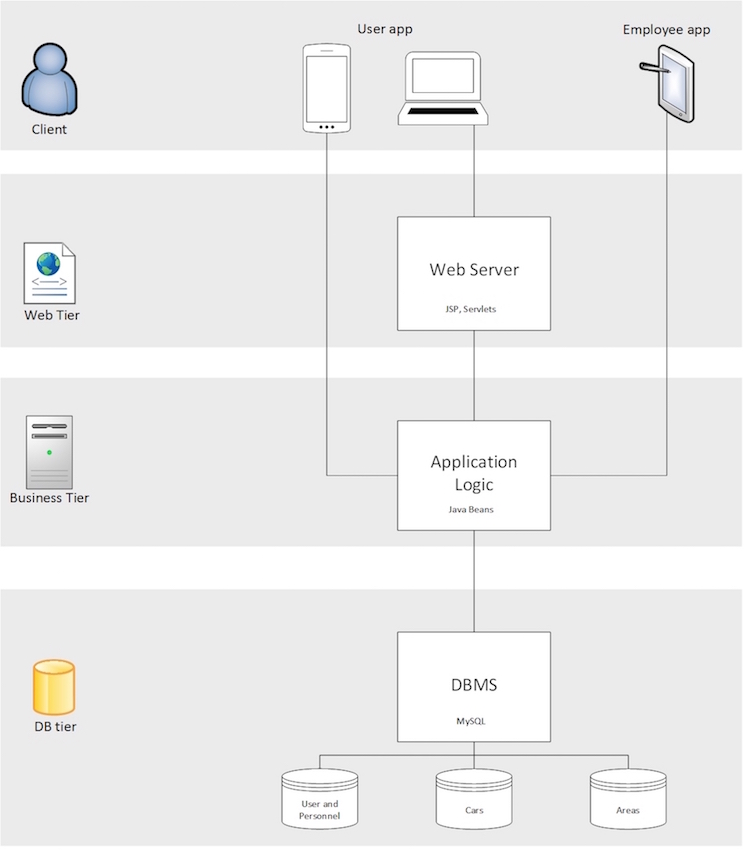 User app
Employee app
Client
Web Server
JSP, Servlets
Web Tier
Application
Logic
Java Beans
Business Tier
DBMS
MySQL
DB tier
User and
Personnel
Cars
Areas